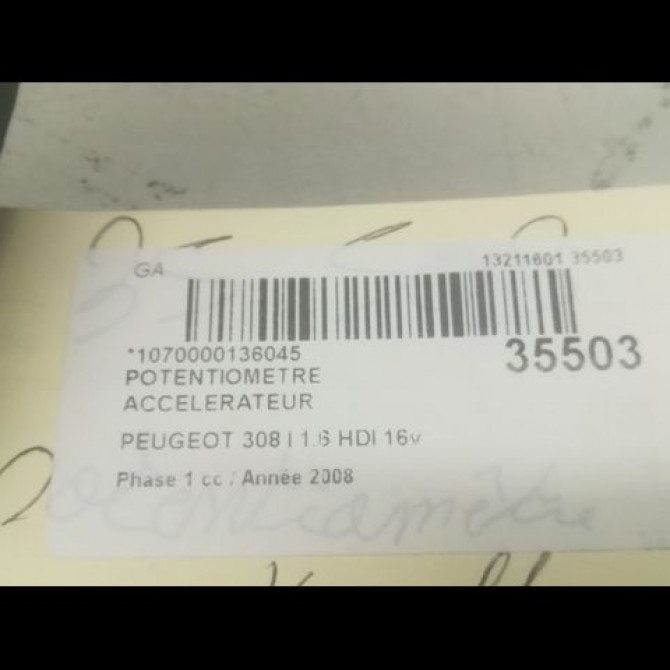 GA 13211601 35503
*1070000136045 35503
POTENTIOMETRE
ACCELERATEUR
PEUGEOT 308 I 1.6 HDI 16v
Phase 1 cc / Année 2008